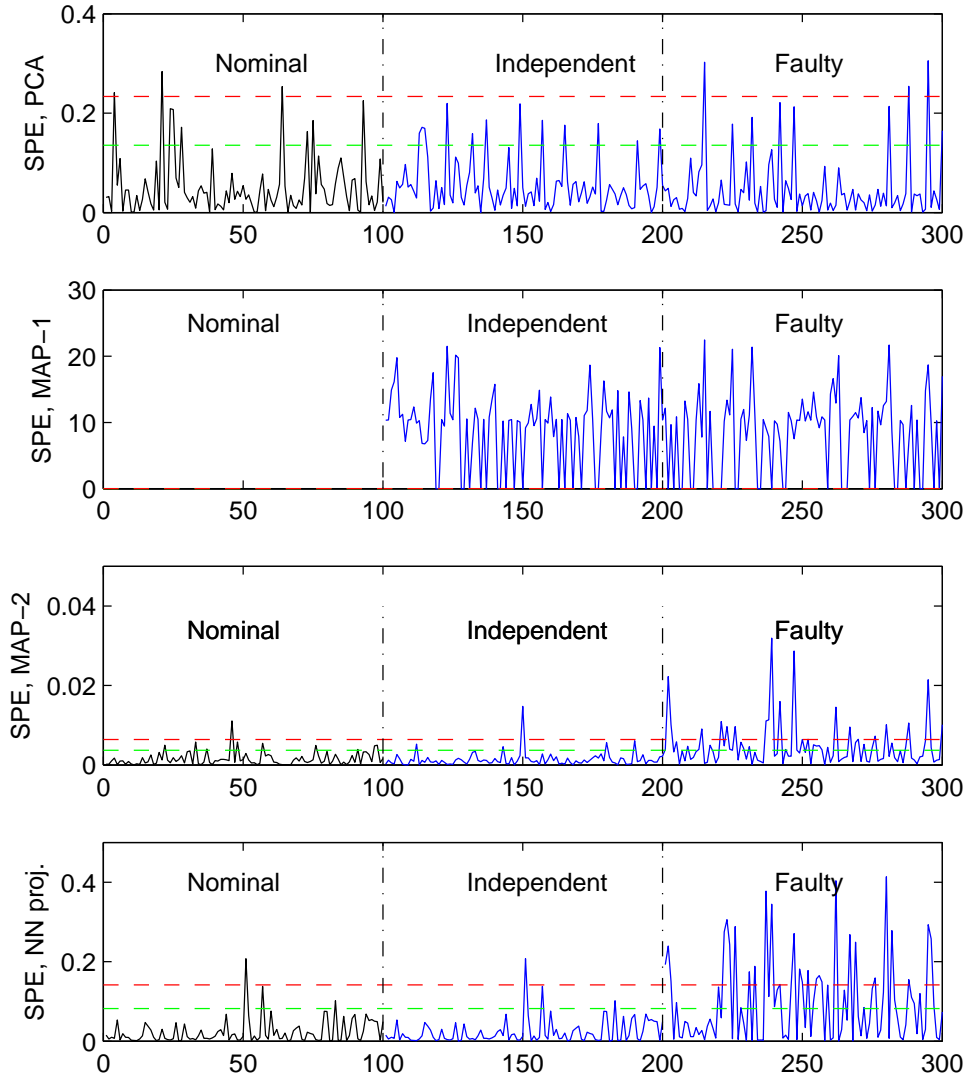 SPE, PCA
0.4
0.2
0
Nominal
Independent
Faulty
0 50 100 150 200 250 300
SPE, MAP−1
30
20
10
0
Nominal
Independent
Faulty
0 50 100 150 200 250 300
SPE, MAP−2
0.04
0.02
0
Nominal
Independent
Faulty
0 50 100 150 200 250 300
SPE, NN proj.
0.4
0.2
0
Nominal
Independent
Faulty
0 50 100 150 200 250 300